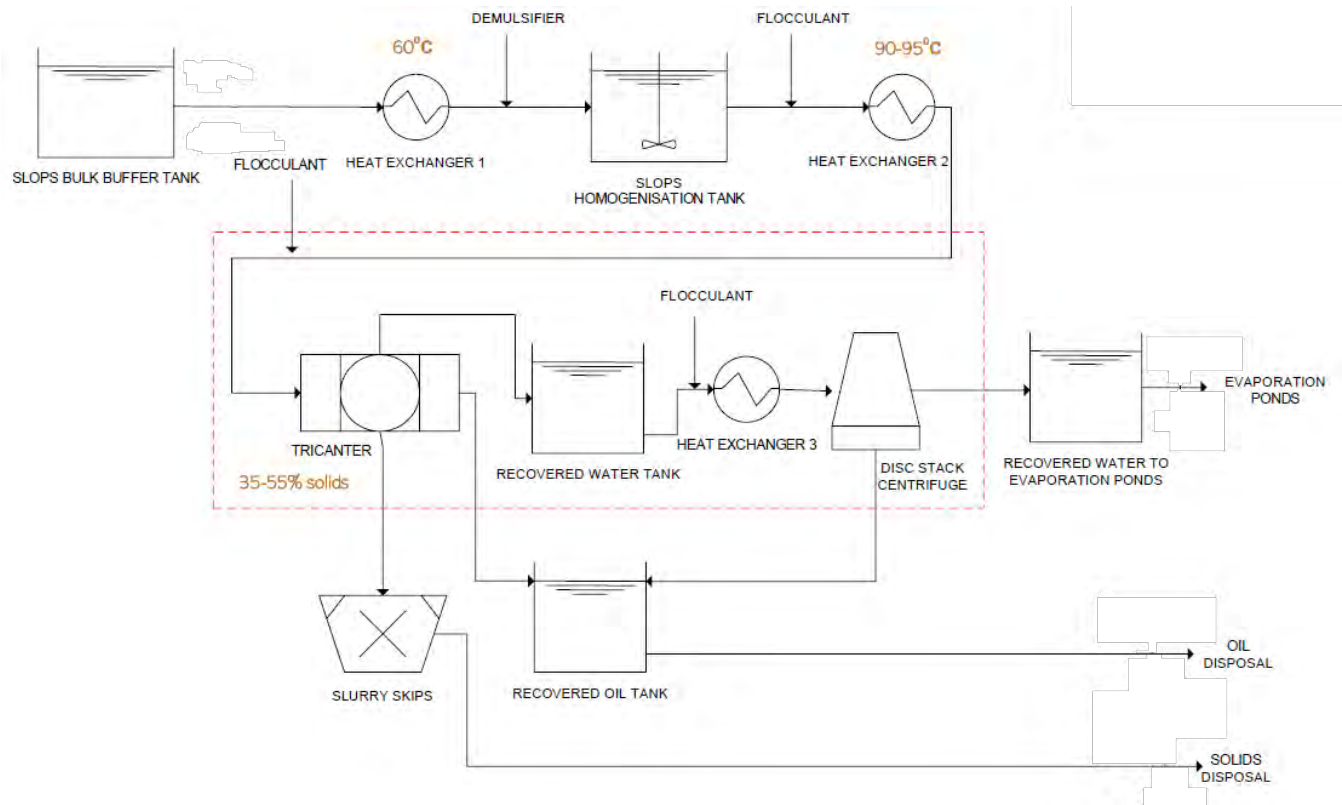 DEMULSIFIER
FLOCCULANT
60°C
90-95°C
HEAT EXCHANGER 1
HEAT EXCHANGER 2
FLOCCULANT
SLOPS BULK BUFFER TANK
SLOPS
HOMOGENISATION TANK
FLOCCULANT
EVAPORATION
PONDS
HEAT EXCHANGER 3
TRICANTER
RECOVERED WATER TANK
DISC STACK
CENTRIFUGE
RECOVERED WATER TO
EVAPORATION PONDS
35-55% solids
OIL
DISPOSAL
SLURRY SKIPS
RECOVERED OIL TANK
SOLIDS
DISPOSAL